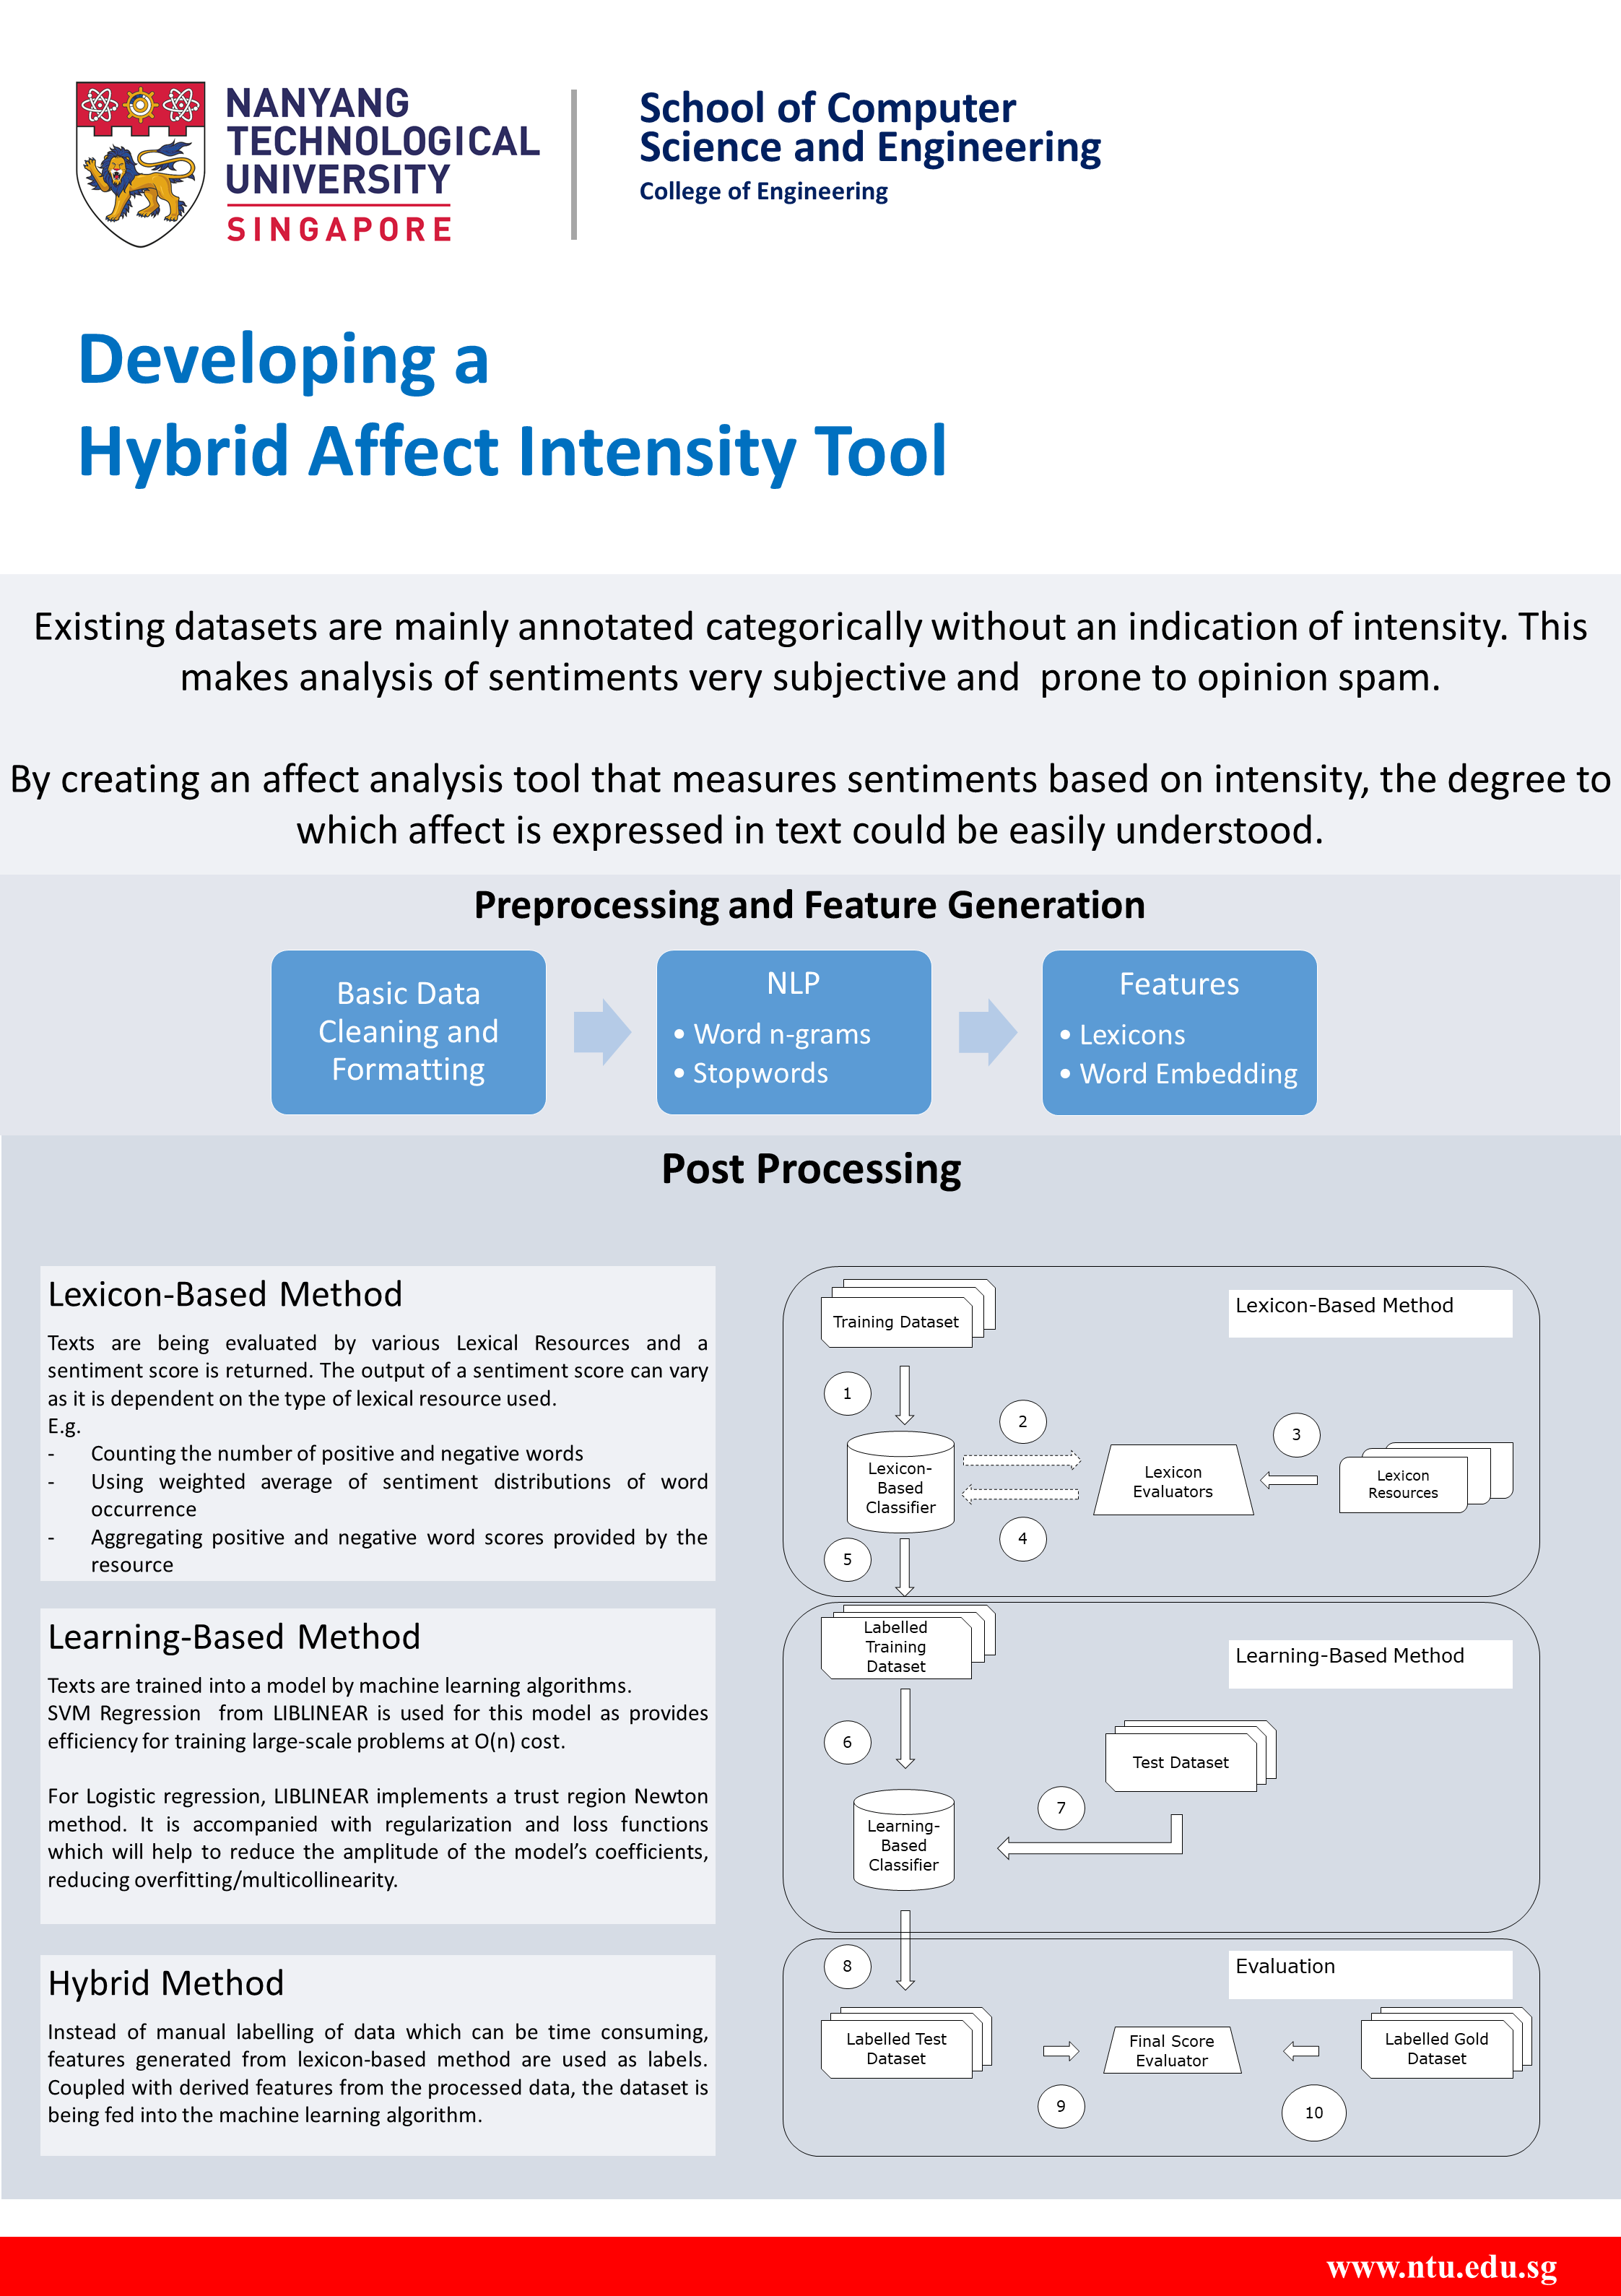 NANYANG
TECHNOLOGICAL
UNIVERSITY
SINGAPORE
School of Computer
Science and Engineering
College of Engineering
Developing a
Hybrid Affect Intensity Tool
Existing datasets are mainly annotated categorically without an indication of intensity. This
makes analysis of sentiments very subjective and prone to opinion spam.
By creating an affect analysis tool that measures sentiments based on intensity, the degree to
which affect is expressed in text could be easily understood.
Preprocessing and Feature Generation
Basic Data
Cleaning and
Formatting
NLP
• Word n-grams
• Stopwords
Features
• Lexicons
• Word Embedding
Post Processing
Lexicon-Based Method
Texts are being evaluated by various Lexical Resources and a
sentiment score is returned. The output of a sentiment score can vary
as it is dependent on the type of lexical resource used.
E.g.
- Counting the number of positive and negative words
- Using weighted average of sentiment distributions of word
occurrence
- Aggregating positive and negative word scores provided by the
resource
Learning-Based Method
Texts are trained into a model by machine learning algorithms.
SVM Regression from LIBLINEAR is used for this model as provides
efficiency for training large-scale problems at O(n) cost.
For Logistic regression, LIBLINEAR implements a trust region Newton
method. It is accompanied with regularization and loss functions
which will help to reduce the amplitude of the model's coefficients,
reducing overfitting/multicollinearity.
Hybrid Method
Instead of manual labelling of data which can be time consuming,
features generated from lexicon-based method are used as labels.
Coupled with derived features from the processed data, the dataset is
being fed into the machine learning algorithm.
Lexicon-Based Method
Training Dataset
1
2
3
Lexicon-
Based
Classifier
Lexicon
Evaluators
Lexicon
Resources
4
5
Learning-Based Method
Labelled
Training
Dataset
6
Test Dataset
7
Learning-
Based
Classifier
8
Evaluation
Labelled Test
Dataset
Final Score
Evaluator
Labelled Gold
Dataset
9
10
www.ntu.edu.sg